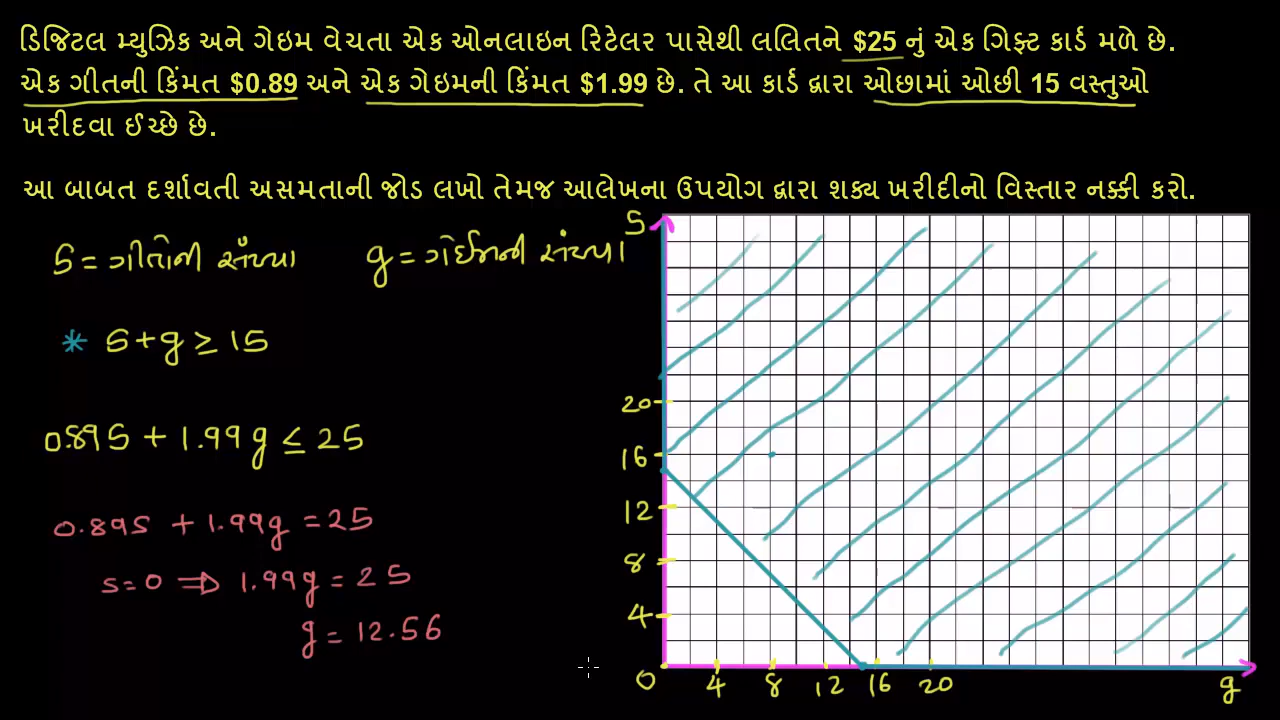 ડિજિટલ મ્યુઝિક અને ગેઇમ વેચતા એક ઓનલાઇન રિટેલર પાસેથી લલિતને $25 નું એક ગિફ્ટ કાર્ડ મળે છે.
એક ગીતની કિંમત $0.89 અને એક ગેઇમની કિંમત $1.99 છે. તે આ કાર્ડ દ્વારા ઓછામાં ઓછી 15 વસ્તુઓ
ખરીદવા ઈચ્છે છે.
આ બાબત દર્શાવતી અસમતાની જોડ લખો તેમજ આલેખના ઉપયોગ દ્વારા શક્ય ખરીદીનો વિસ્તાર નક્કી કરો.
S = ગીતોની સંખ્યા g = ગેઈમની સંખ્યા
* S + g ≥ 15
0.89S + 1.99g ≤ 25
0.89S + 1.99g = 25
S = 0 ⇒ 1.99g = 25
g = 12.56
S
20
16
12
8
4
0 4 8 12 16 20 g